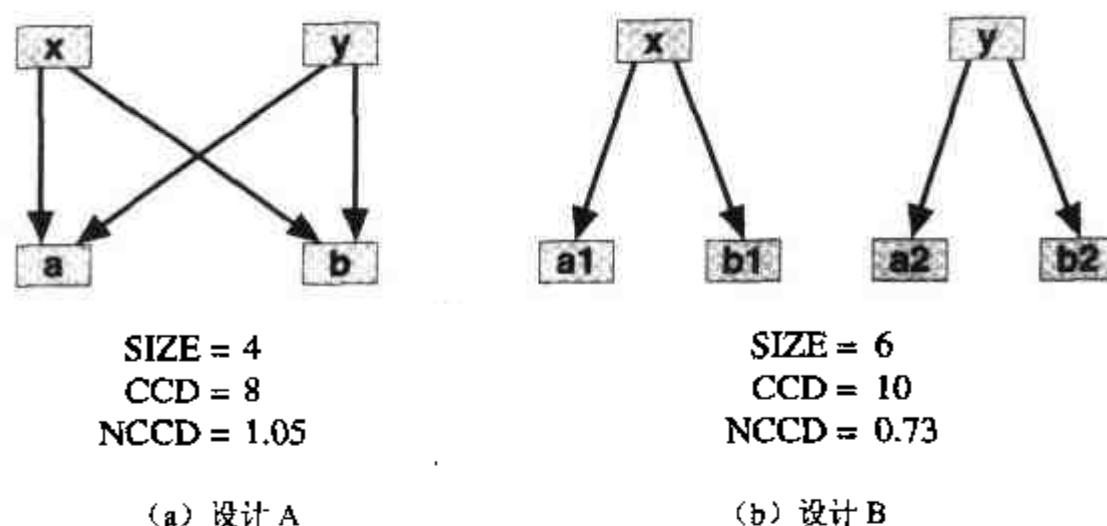 x
y
x
y
a
b
a1
b1
a2
b2
SIZE = 4
CCD = 8
NCCD = 1.05
SIZE = 6
CCD = 10
NCCD = 0.73
（a）设计 A
（b）设计 B